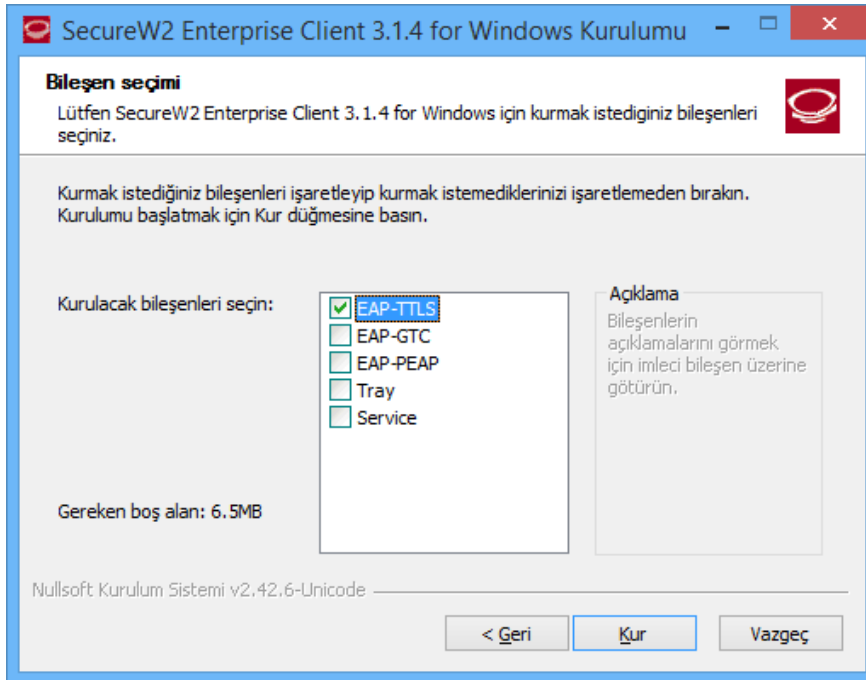 SecureW2 Enterprise Client 3.1.4 for Windows Kurulumu
Bileşen seçimi
Lütfen SecureW2 Enterprise Client 3.1.4 for Windows için kurmak istediginiz bileşenleri
seçiniz.
Kurmak istediğiniz bileşenleri işaretleyip kurmak istemediklerinizi işaretlemeden bırakın.
Kurulumu başlatmak için Kur düğmesine basın.
Kurulacak bileşenleri seçin:
EAP-TTLS
EAP-GTC
EAP-PEAP
Tray
Service
Açıklama
Bileşenlerin
açıklamalarını görmek
için imleci bileşen üzerine
götürün.
Gereken boş alan: 6.5MB
Nullsoft Kurulum Sistemi v2.42.6-Unicode
< Geri
Kur
Vazgeç